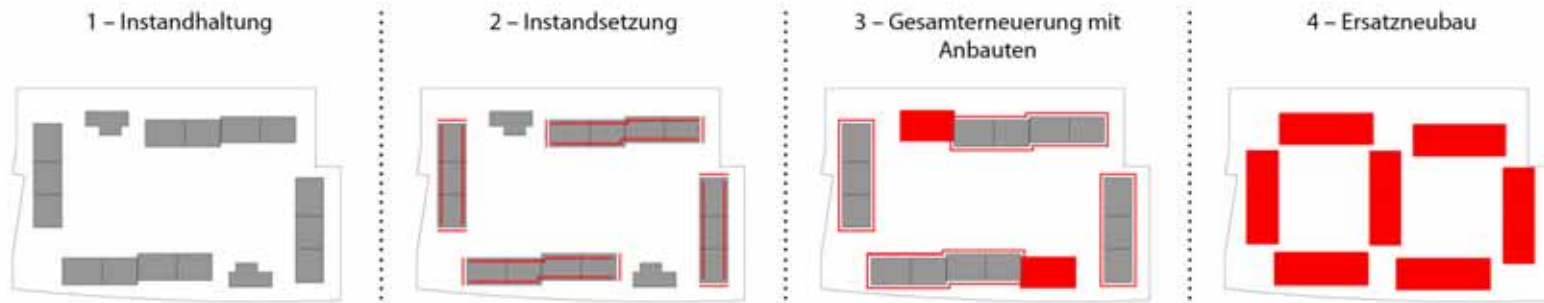 1 – Instandhaltung
2 – Instandsetzung
3 – Gesamterneuerung mit
Anbauten
4 – Ersatzneubau